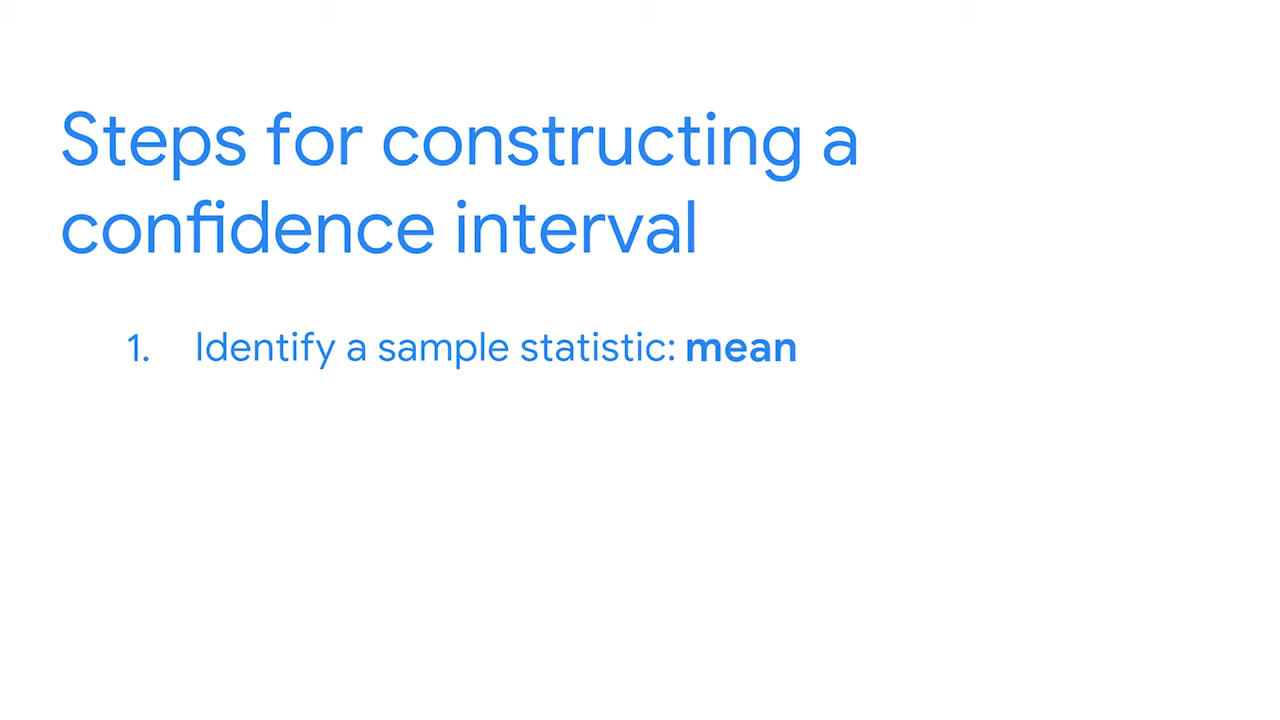 Steps for constructing a
confidence interval
1. Identify a sample statistic: mean